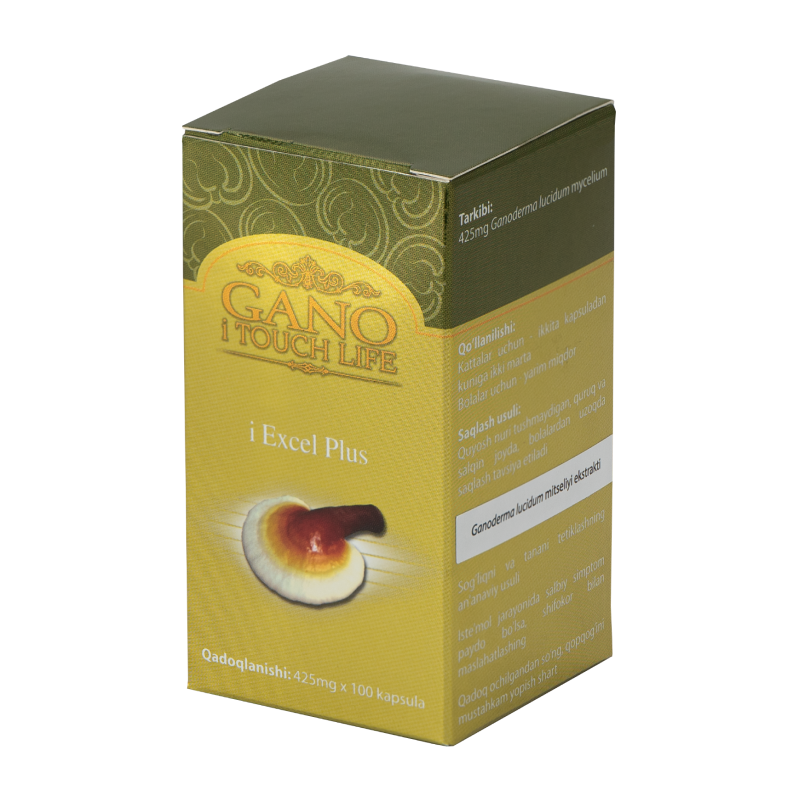 GANO
i TOUCH LIFE
i Excel Plus
Qadoqlanishi: 425mg x 100 kapsula
Tarkibi:
425mg Ganoderma lucidum mycelium
Qo'llanilishi:
Kattalar uchun - ikkita kapsuladan
kuniga ikki marta
Bolalar uchun yarim miqdor
Saqlash usuli:
Quyosh nuri tushmaydigan, quruq va
salqin joyda, bolalardan uzoqda
saqlash tavsiya etiladi
Ganoderma lucidum mitseliyi ekstrakti
Sog'liqni va tanani tetiklashning
an'anaviy usuli
Iste'mol jarayonida salbiy simptom
paydo bo'lsa, shifokor bilan
maslahatlashing
Qadoq ochilgandan so'ng, qopqog'ini
mustahkam yopish shart